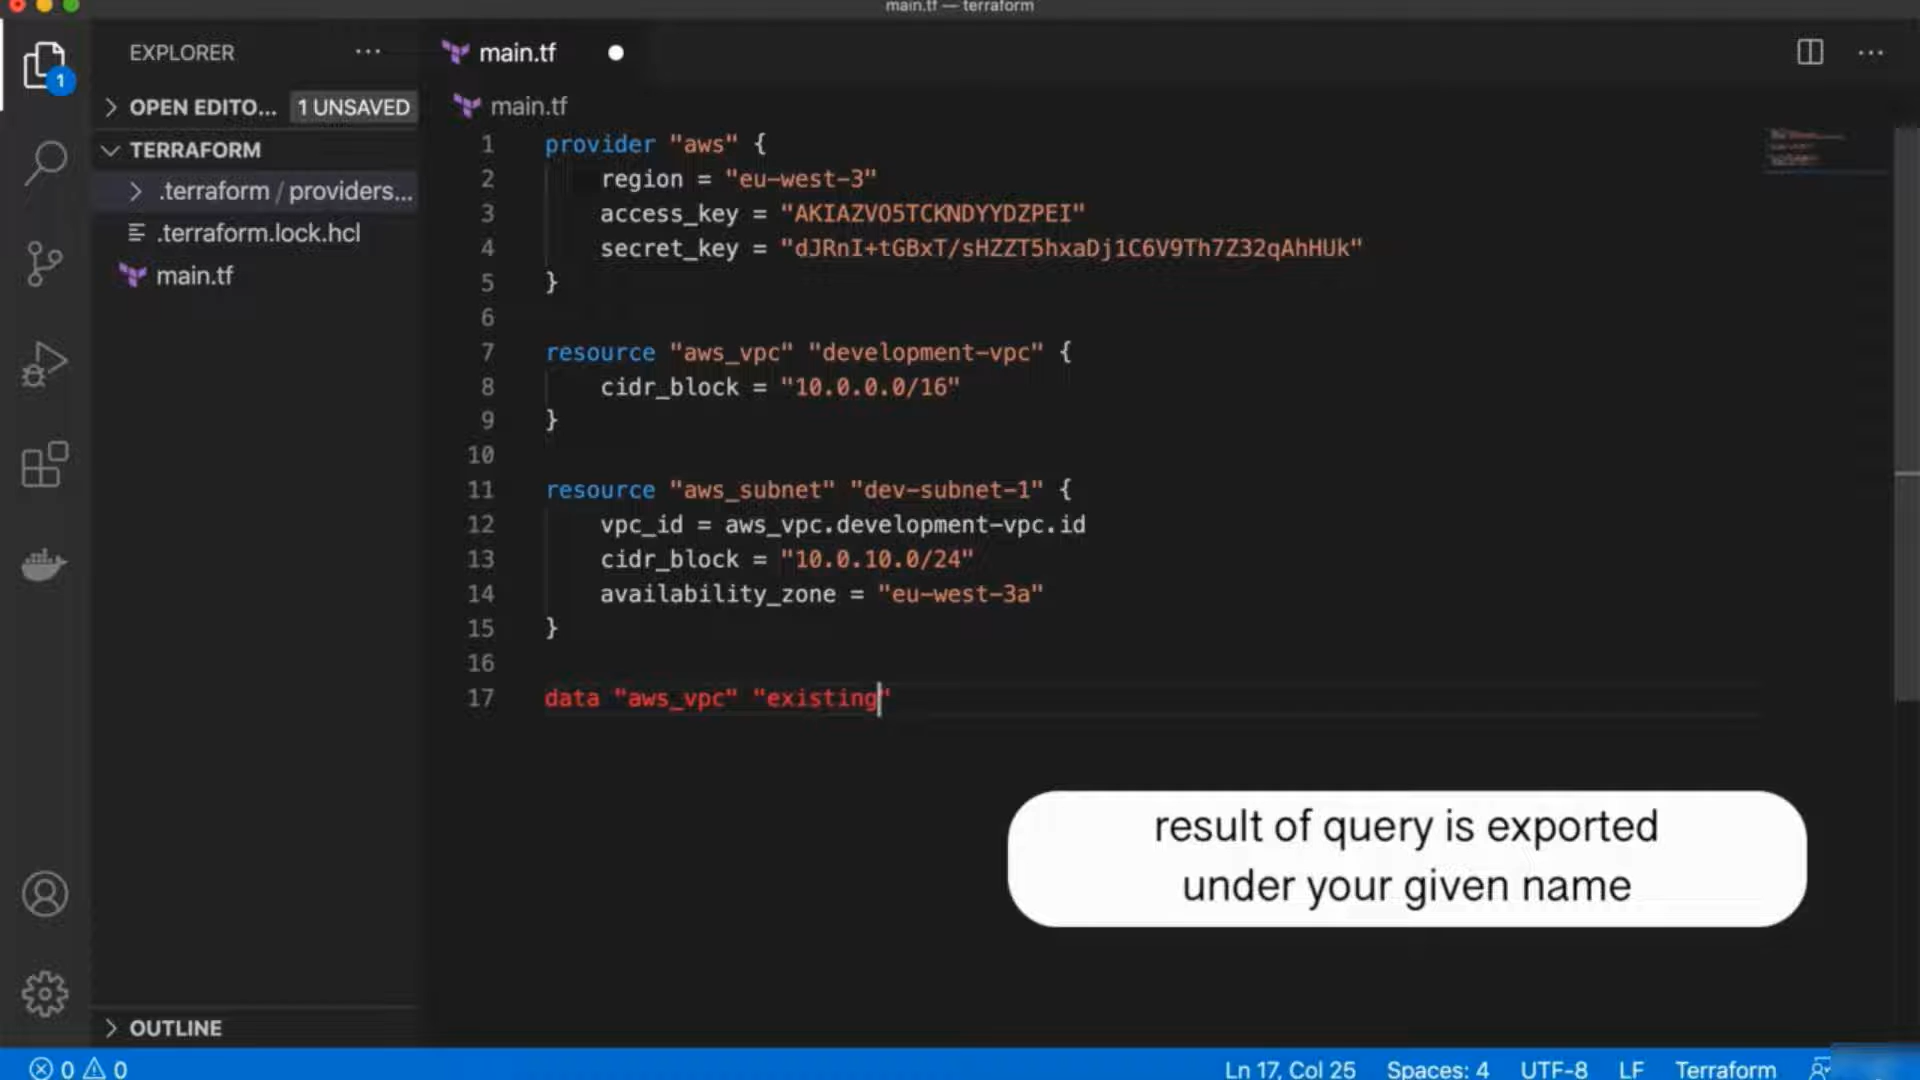 main.tf — terraform
EXPLORER
main.tf
1
OPEN EDITO... 1 UNSAVED
main.tf
TERRAFORM
.terraform / providers...
.terraform.lock.hcl
main.tf
1 provider "aws" {
2 region = "eu-west-3"
3 access_key = "AKIAZVO5TCKNDYYDZPEI"
4 secret_key = "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"
5 }
6
7 resource "aws_vpc" "development-vpc" {
8 cidr_block = "10.0.0.0/16"
9 }
10
11 resource "aws_subnet" "dev-subnet-1" {
12 vpc_id = aws_vpc.development-vpc.id
13 cidr_block = "10.0.10.0/24"
14 availability_zone = "eu-west-3a"
15 }
16
17 data "aws_vpc" "existing"
result of query is exported
under your given name
OUTLINE
0 0
Ln 17, Col 25 Spaces: 4 UTF-8 LF Terraform